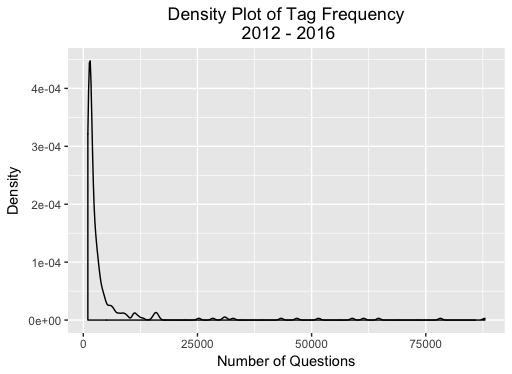 Density Plot of Tag Frequency
2012 - 2016
4e-04
3e-04
2e-04
1e-04
0e+00
Density
0 25000 50000 75000
Number of Questions